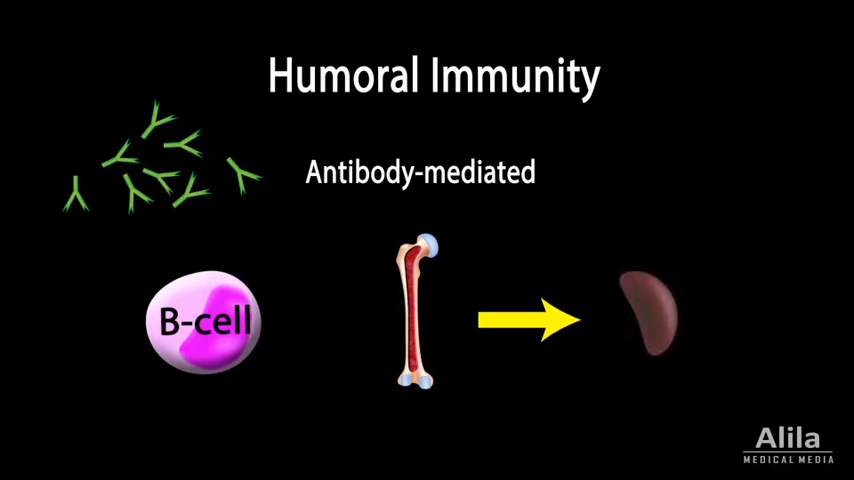 Humoral Immunity
Antibody-mediated
B-cell
Alila
MEDICAL MEDIA